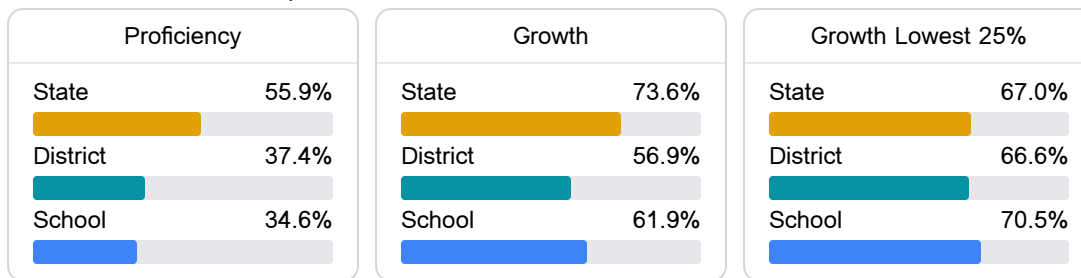 Proficiency
State 55.9%
District 37.4%
School 34.6%
Growth
State 73.6%
District 56.9%
School 61.9%
Growth Lowest 25%
State 67.0%
District 66.6%
School 70.5%